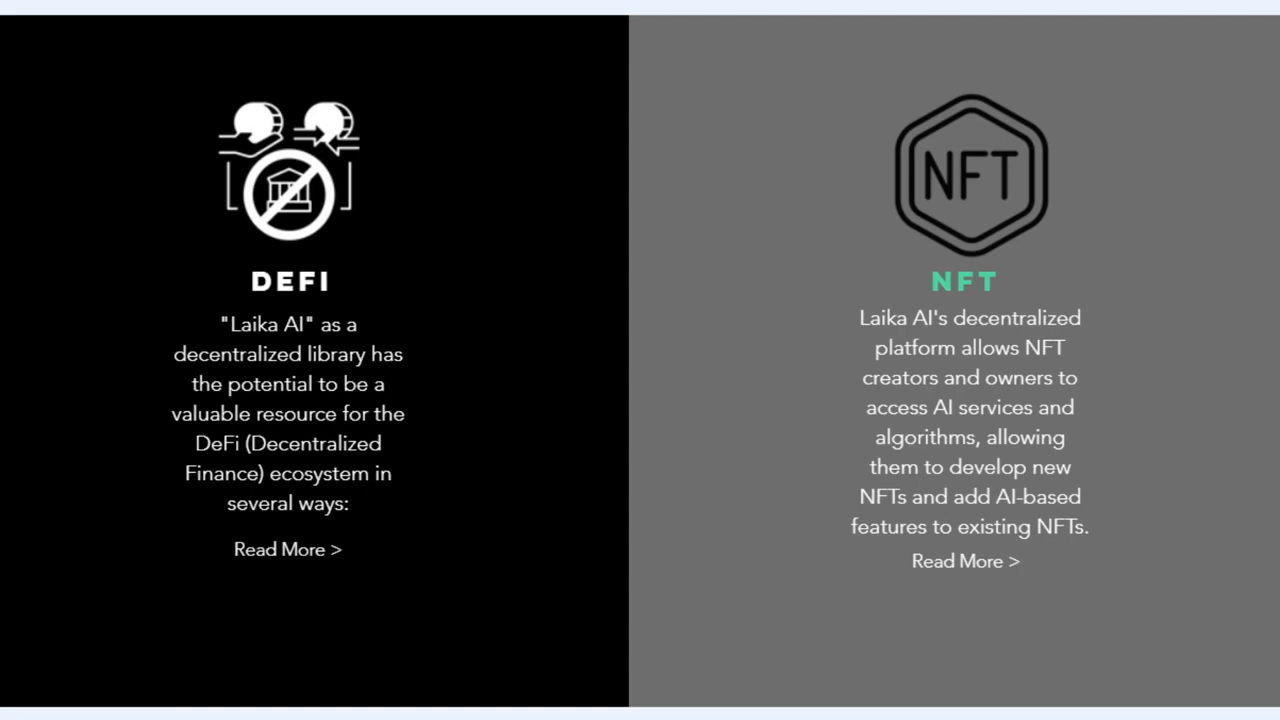 DEFI
"Laika AI" as a
decentralized library has
the potential to be a
valuable resource for the
DeFi (Decentralized
Finance) ecosystem in
several ways:
Read More >
NFT
NFT
Laika AI's decentralized
platform allows NFT
creators and owners to
access AI services and
algorithms, allowing
them to develop new
NFTs and add AI-based
features to existing NFTs.
Read More >